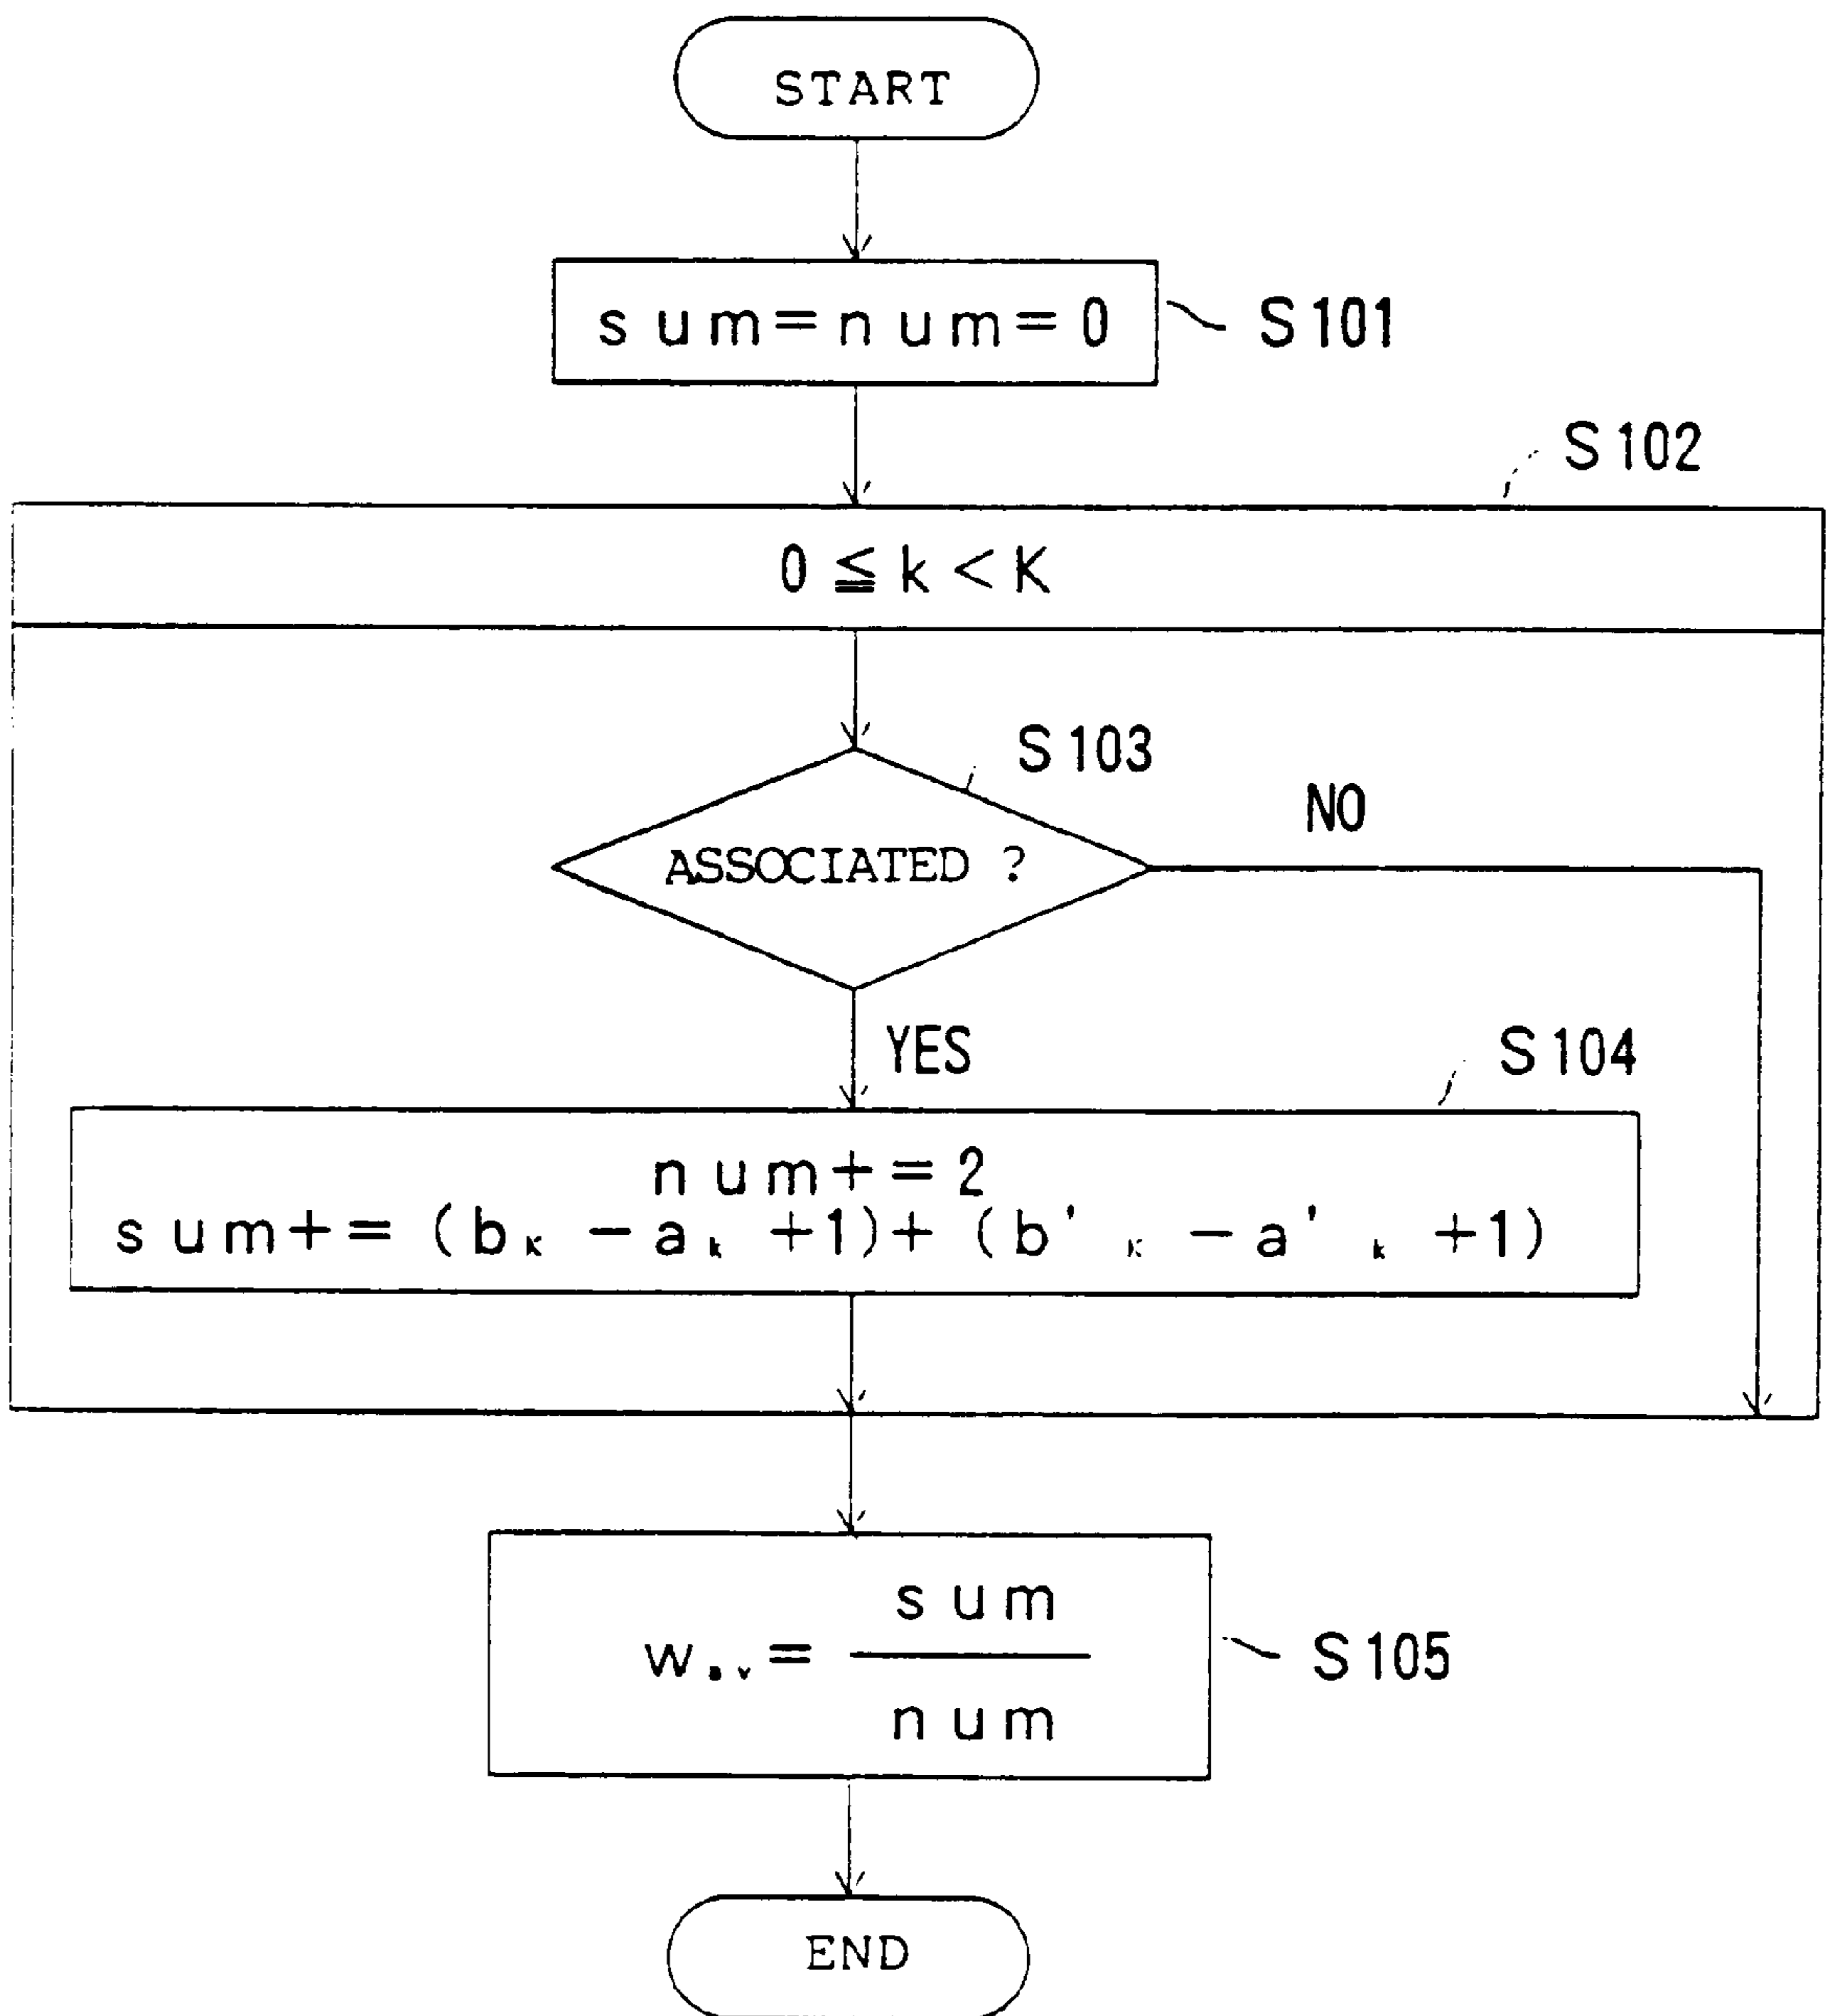 START
sum=num=0
S101
S102
0≦k<K
S103
NO
ASSOCIATED ?
YES
S104
num+=2
sum+=(bₖ-aₖ+1)+(b'ₖ-a'ₖ+1)
sum
w =
S105
num
END